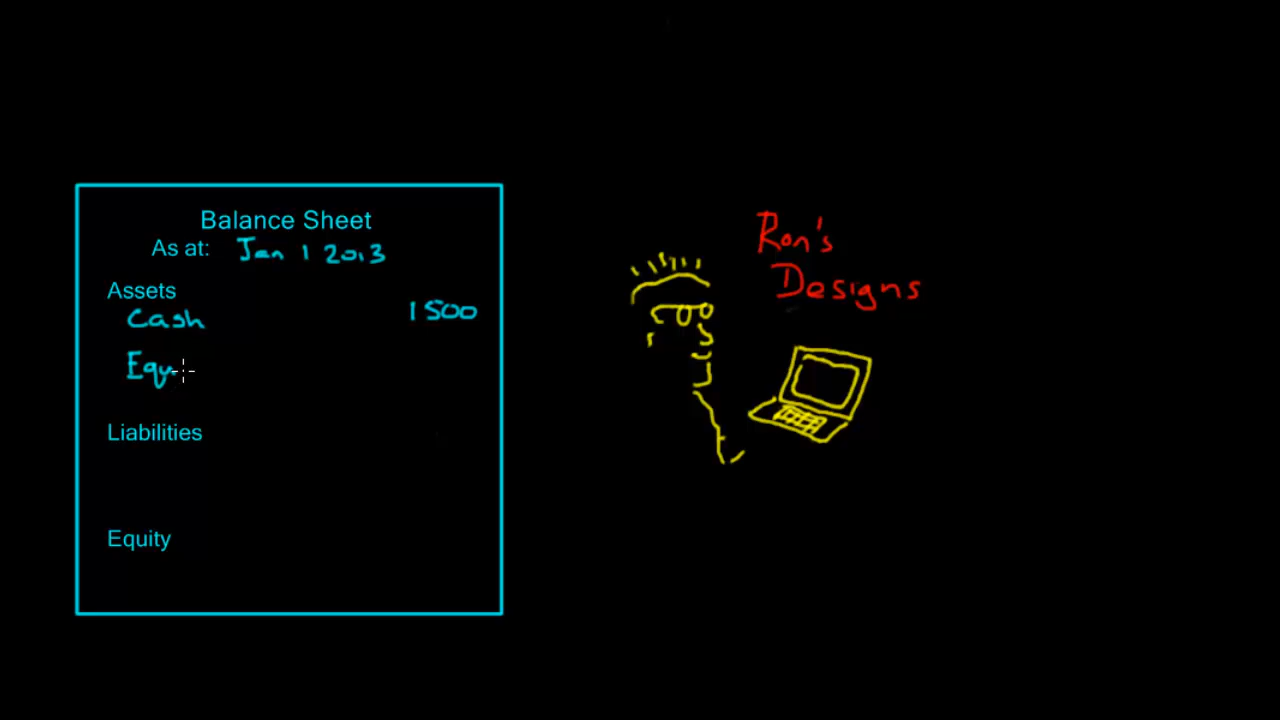 Balance Sheet
As at: Jan 1 2013
Assets
Cash 1500
Equ
Liabilities
Equity
Ron's
Designs